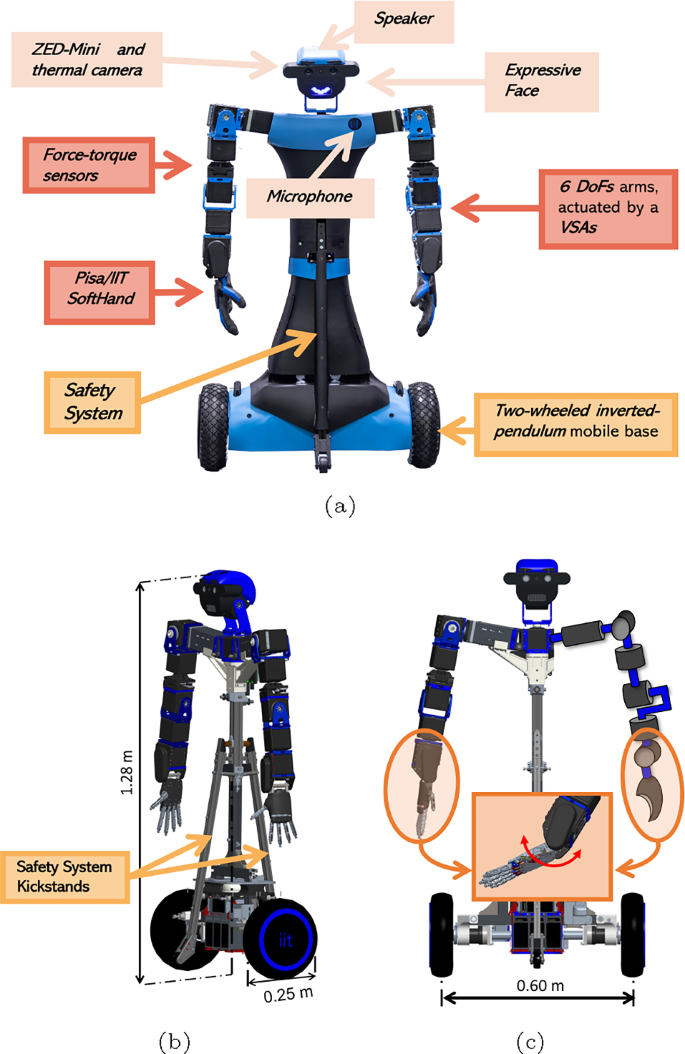 Speaker
ZED-Mini and
thermal camera
Expressive
Face
Force-torque
sensors
Microphone
6 DoFs arms,
actuated by a
VSAs
Pisa/IIT
SoftHand
Safety
System
Two-wheeled inverted-
pendulum mobile base
(a)
1.28 m
Safety System
Kickstands
iit
0.25 m
0.60 m
(b)
(c)